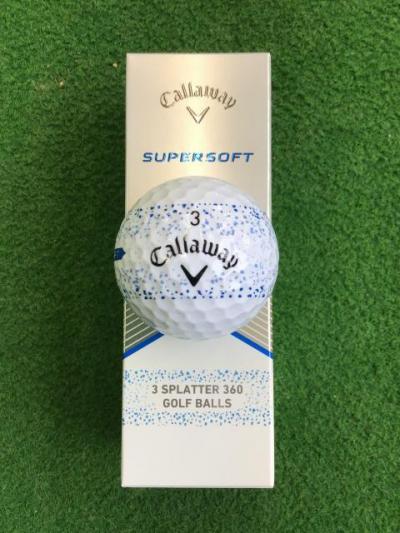 Callaway
SUPERSOFT
3
Callaway
3 SPLATTER 360
GOLF BALLS